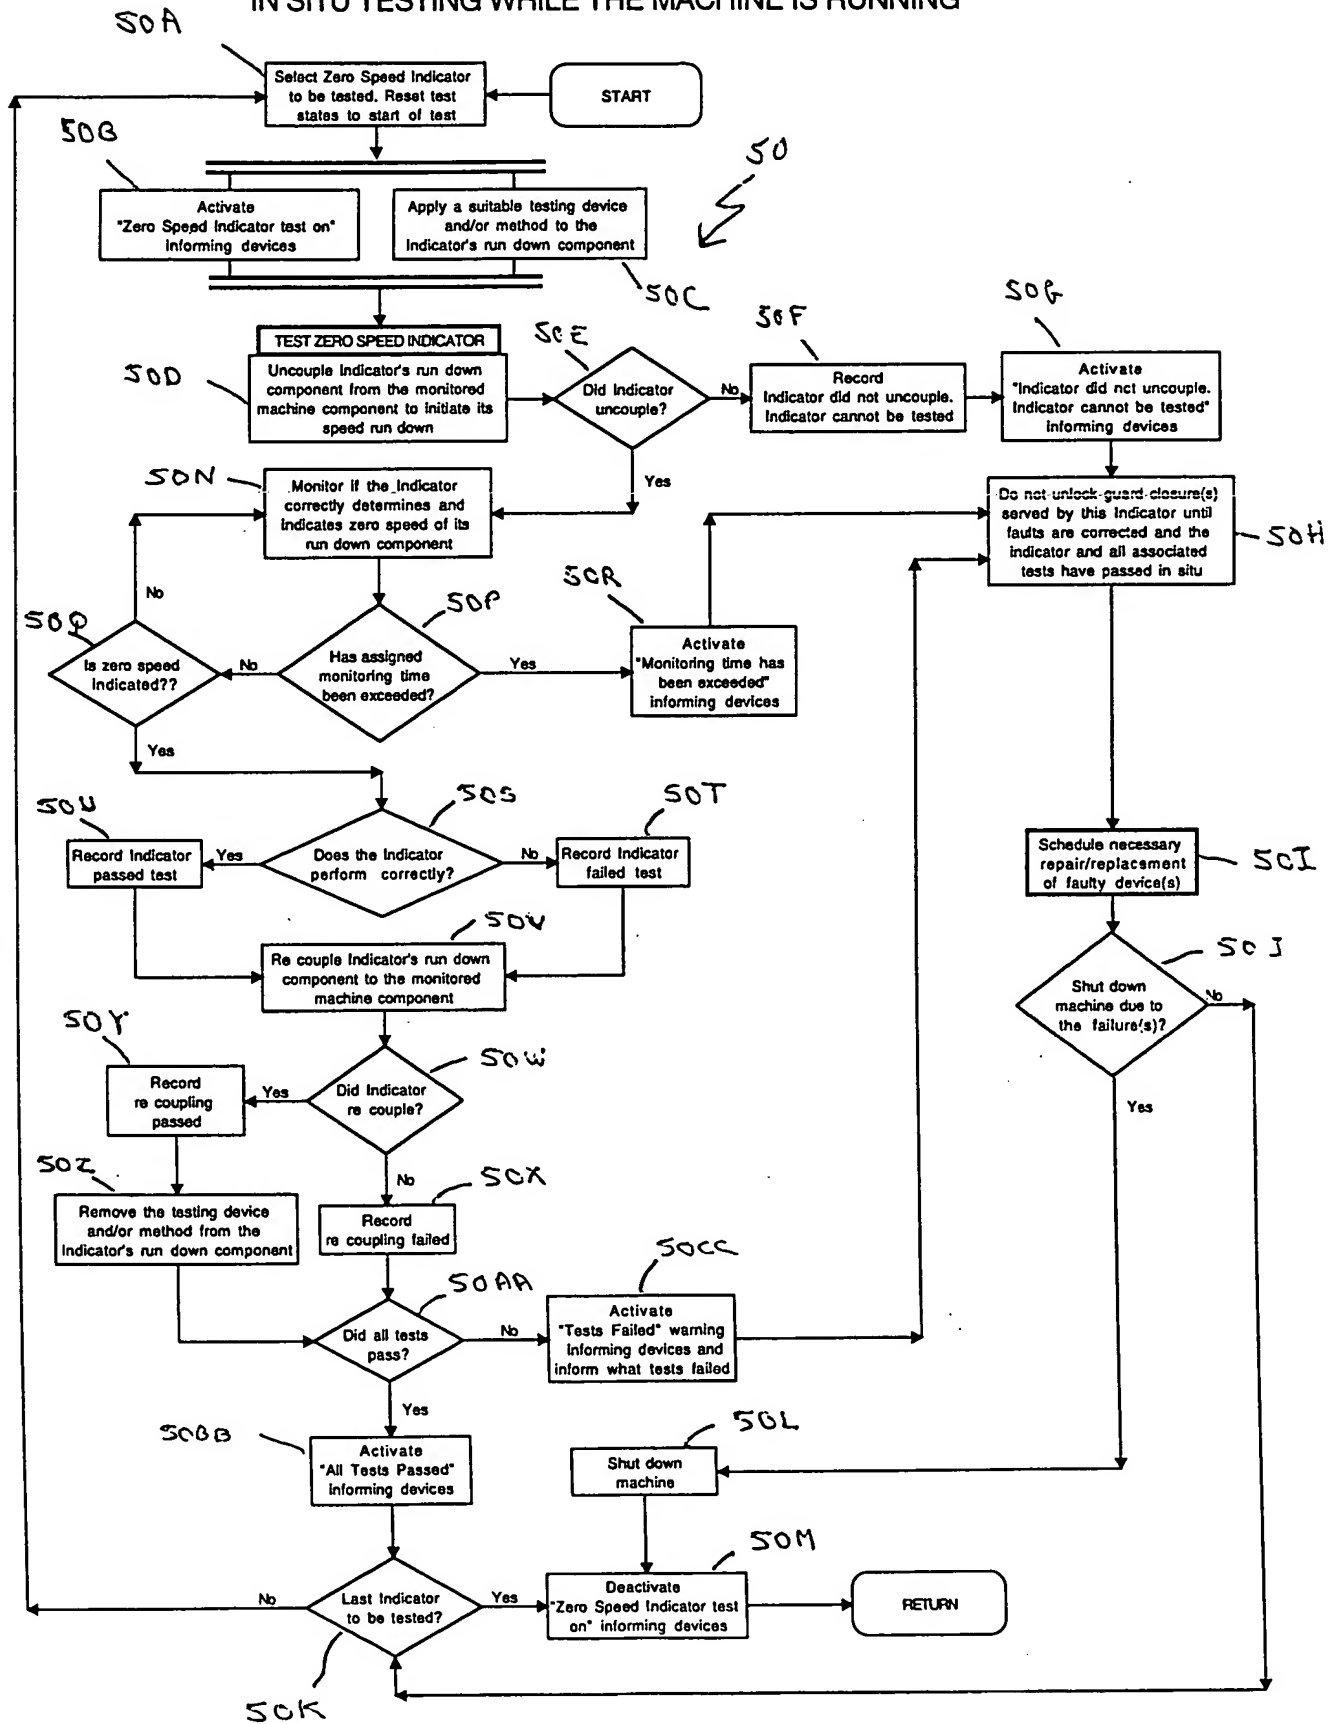 IN SITU TESTING WHILE THE MACHINE IS RUNNING
50A
Select Zero Speed Indicator
to be tested. Reset test
states to start of test
START
50B
50
Activate
"Zero Speed Indicator test on"
informing devices
Apply a suitable testing device
and/or method to the
Indicator's run down component
50C
TEST ZERO SPEED INDICATOR
50D
Uncouple Indicator's run down
component from the monitored
machine component to initiate its
speed run down
50E
Did Indicator
uncouple?
No
50F
Record
Indicator did not uncouple.
Indicator cannot be tested
50G
Activate
"Indicator did not uncouple.
Indicator cannot be tested"
informing devices
Yes
50N
Monitor if the Indicator
correctly determines and
indicates zero speed of its
run down component
Do not unlock guard closure(s)
served by this Indicator until
faults are corrected and the
indicator and all associated
tests have passed in situ
50H
No
50Q
Is zero speed
indicated??
No
50P
Has assigned
monitoring time
been exceeded?
Yes
50R
Activate
"Monitoring time has
been exceeded"
informing devices
Yes
50U
Record Indicator
passed test
Yes
50S
Does the Indicator
perform correctly?
No
50T
Record Indicator
failed test
Schedule necessary
repair/replacement
of faulty device(s)
50I
50V
Re couple Indicator's run down
component to the monitored
machine component
50J
Shut down
machine due to
the failure(s)?
No
Yes
50Y
Record
re coupling
passed
Yes
50W
Did Indicator
re couple?
No
50Z
Remove the testing device
and/or method from the
Indicator's run down component
50X
Record
re coupling failed
50AA
Did all tests
pass?
No
50CC
Activate
"Tests Failed" warning
informing devices and
inform what tests failed
Yes
50BB
Activate
"All Tests Passed"
informing devices
50L
Shut down
machine
No
Last Indicator
to be tested?
Yes
50M
Deactivate
"Zero Speed Indicator test
on" informing devices
RETURN
50K